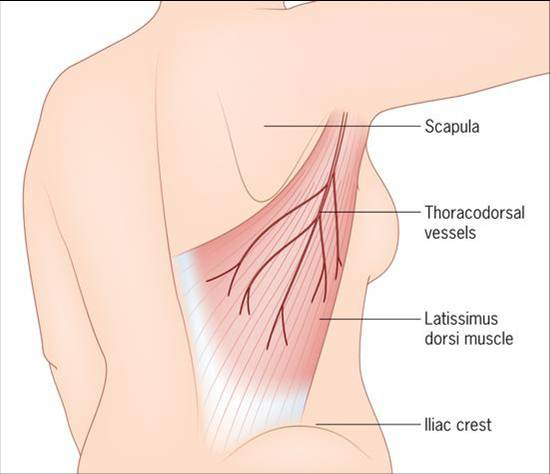 Scapula
Thoracodorsal
vessels
Latissimus
dorsi muscle
Iliac crest